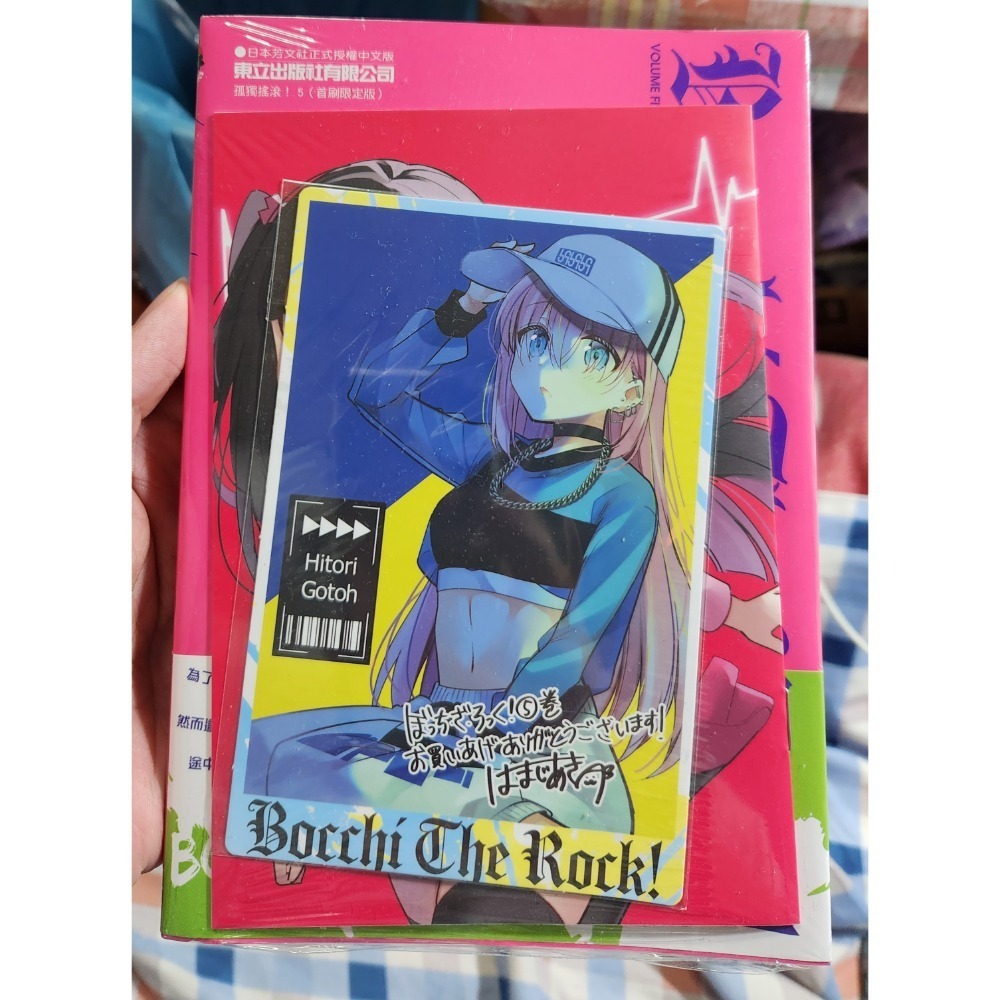 ●日本芳文社正式授權中文版
東立出版社有限公司
孤獨搖滾！ 5（首刷限定版）
VOLUME FI
Hitori
Gotoh
ぼっち・ざ・ろっく!⑤巻
お買いあげありがとうございます!
はまじあき
Bocchi The Rock!
為了
然而這
途中